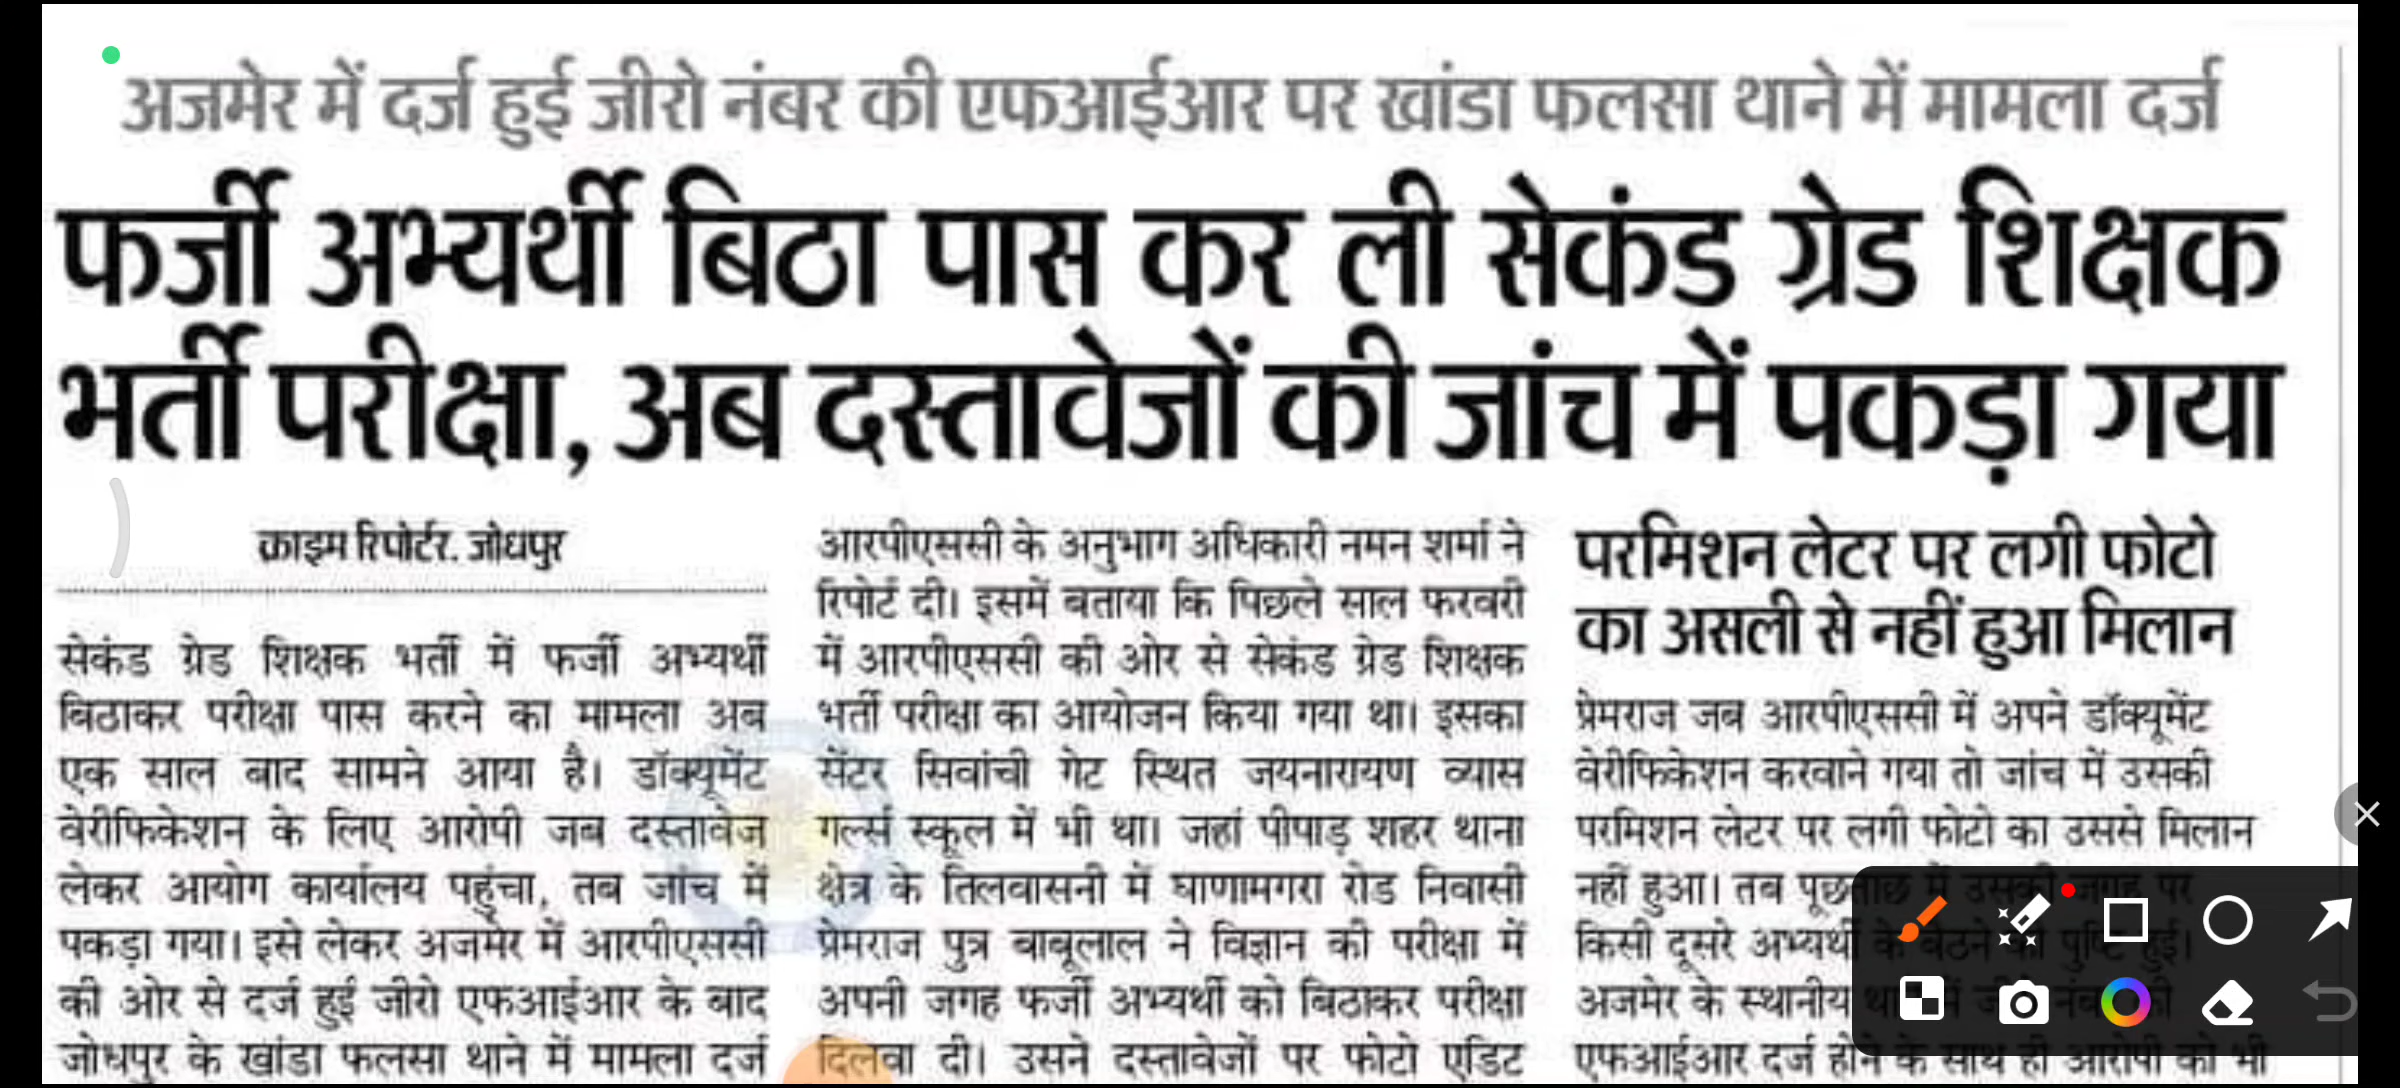 अजमेर में दर्ज हुई जीरो नंबर की एफआईआर पर खांडा फलसा थाने में मामला दर्ज
फर्जी अभ्यर्थी बिठा पास कर ली सेकंड ग्रेड शिक्षक
भर्ती परीक्षा, अब दस्तावेजों की जांच में पकड़ा गया
क्राइम रिपोर्टर. जोधपुर
सेकंड ग्रेड शिक्षक भर्ती में फर्जी अभ्यर्थी
बिठाकर परीक्षा पास करने का मामला अब
एक साल बाद सामने आया है। डॉक्यूमेंट
वेरीफिकेशन के लिए आरोपी जब दस्तावेज
लेकर आयोग कार्यालय पहुंचा, तब जांच में
पकड़ा गया। इसे लेकर अजमेर में आरपीएससी
की ओर से दर्ज हुई जीरो एफआईआर के बाद
जोधपुर के खांडा फलसा थाने में मामला दर्ज
आरपीएससी के अनुभाग अधिकारी नमन शर्मा ने
रिपोर्ट दी। इसमें बताया कि पिछले साल फरवरी
में आरपीएससी की ओर से सेकंड ग्रेड शिक्षक
भर्ती परीक्षा का आयोजन किया गया था। इसका
सेंटर सिवांची गेट स्थित जयनारायण व्यास
गर्ल्स स्कूल में भी था। जहां पीपाड़ शहर थाना
क्षेत्र के तिलवासनी में घाणामगरा रोड निवासी
प्रेमराज पुत्र बाबूलाल ने विज्ञान की परीक्षा में
अपनी जगह फर्जी अभ्यर्थी को बिठाकर परीक्षा
दिलवा दी। उसने दस्तावेजों पर फोटो एडिट
परमिशन लेटर पर लगी फोटो
का असली से नहीं हुआ मिलान
प्रेमराज जब आरपीएससी में अपने डॉक्यूमेंट
वेरीफिकेशन करवाने गया तो जांच में उसकी
परमिशन लेटर पर लगी फोटो का उससे मिलान
नहीं हुआ। तब पूछताछ में उसकी जगह पर
किसी दूसरे अभ्यर्थी के बैठने की पुष्टि हुई।
अजमेर के स्थानीय में
एफआईआर दर्ज होने के साथ ही आरोपी को भी